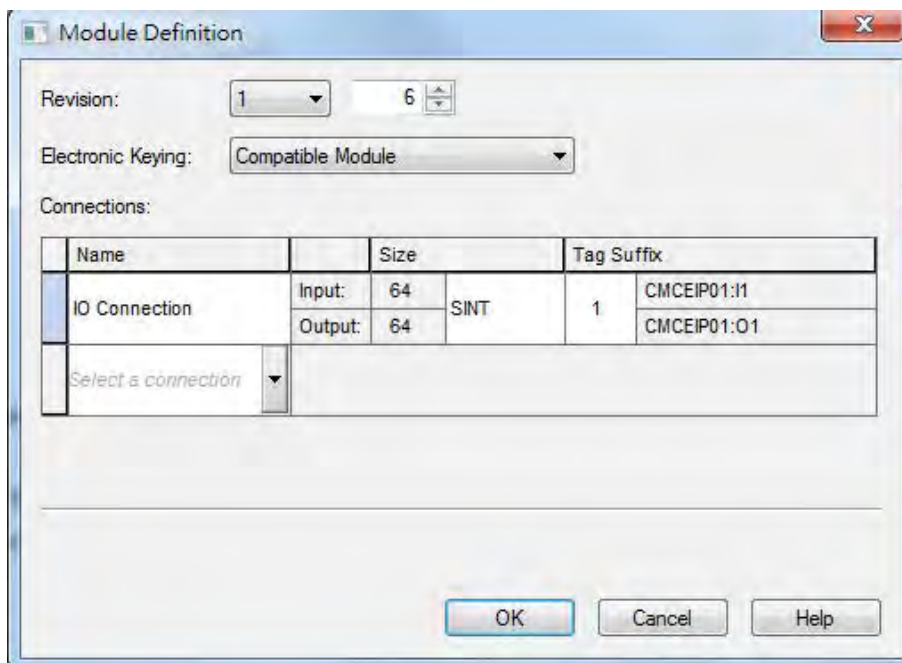 Module Definition
Revision: 1 6
Electronic Keying: Compatible Module
Connections:
Name Size Tag Suffix
IO Connection Input: 64 SINT 1 CMCEIP01:I1
Output: 64 CMCEIP01:O1
Select a connection
OK Cancel Help